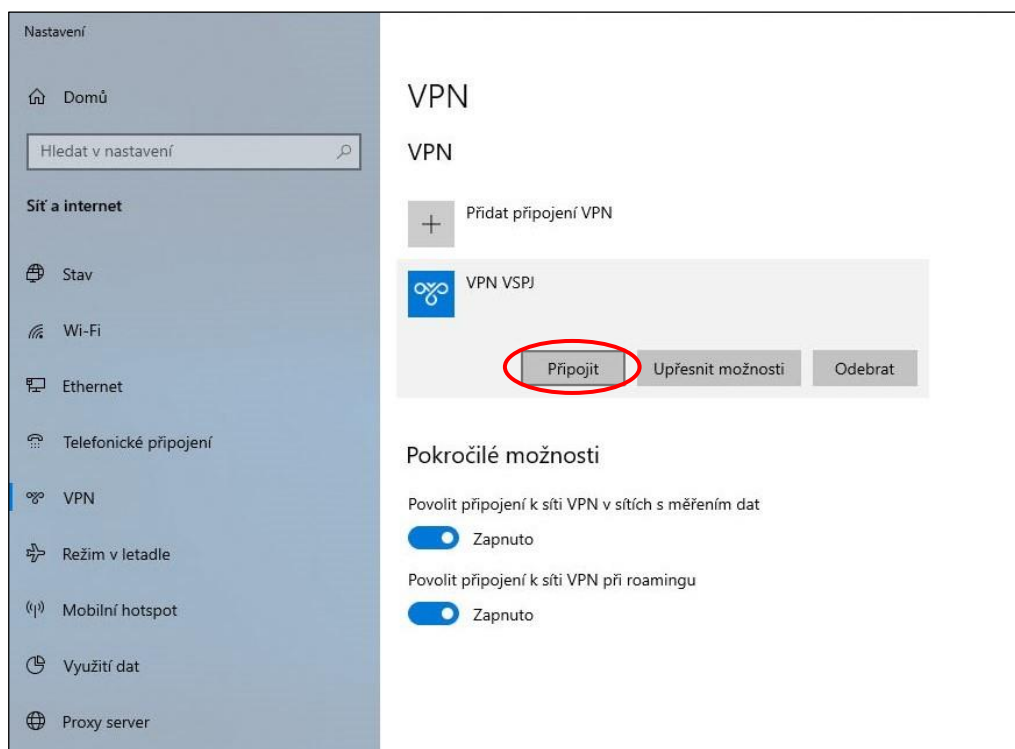 Nastavení
Domů
Hledat v nastavení
Síť a internet
Stav
Wi-Fi
Ethernet
Telefonické připojení
VPN
Režim v letadle
Mobilní hotspot
Využití dat
Proxy server
VPN
VPN
Přidat připojení VPN
VPN VSPJ
Připojit Upřesnit možnosti Odebrat
Pokročilé možnosti
Povolit připojení k síti VPN v sítích s měřením dat
Zapnuto
Povolit připojení k síti VPN při roamingu
Zapnuto